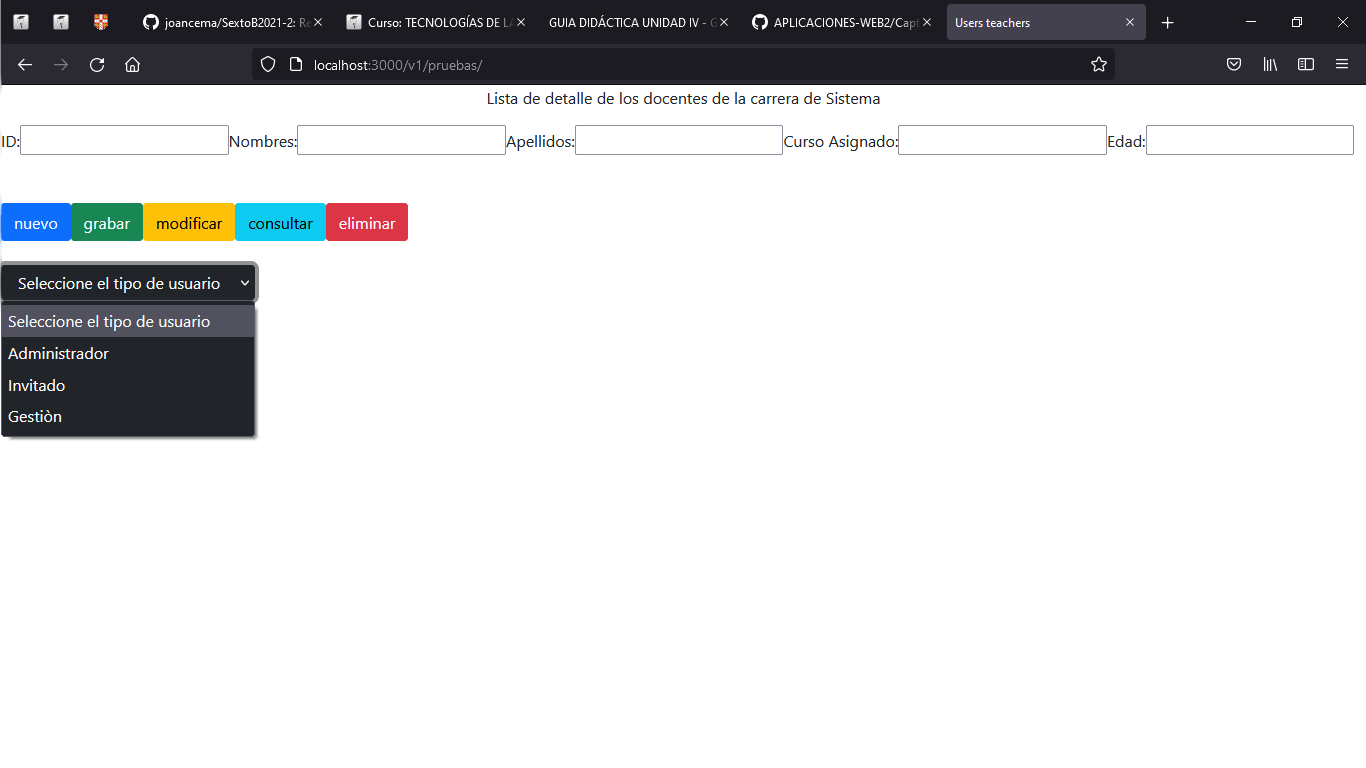 joancema/SextoB2021-2: Re
Curso: TECNOLOGÍAS DE LA
GUIA DIDÁCTICA UNIDAD IV - G
APLICACIONES-WEB2/Capt
Users teachers
localhost:3000/v1/pruebas/
Lista de detalle de los docentes de la carrera de Sistema
ID: Nombres: Apellidos: Curso Asignado: Edad:
nuevo grabar modificar consultar eliminar
Seleccione el tipo de usuario
Seleccione el tipo de usuario
Administrador
Invitado
Gestiòn